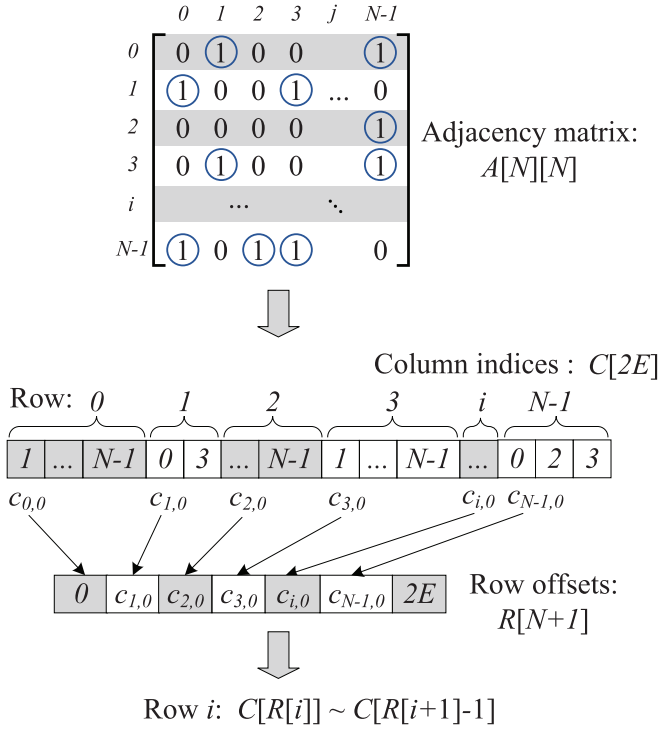 0 1 2 3 j N-1
0 0 1 0 0 1
1 1 0 0 1 ... 0
2 0 0 0 0 1
3 0 1 0 0 1
i ... ⋱
N-1 1 0 1 1 0
Adjacency matrix:
A[N][N]
Column indices : C[2E]
Row: 0 1 2 3 i N-1
1 ... N-1 0 3 ... N-1 1 ... N-1 ... 0 2 3
c0,0 c1,0 c2,0 c3,0 ci,0 cN-1,0
0 c1,0 c2,0 c3,0 ci,0 cN-1,0 2E
Row offsets:
R[N+1]
Row i: C[R[i]] ~ C[R[i+1]-1]